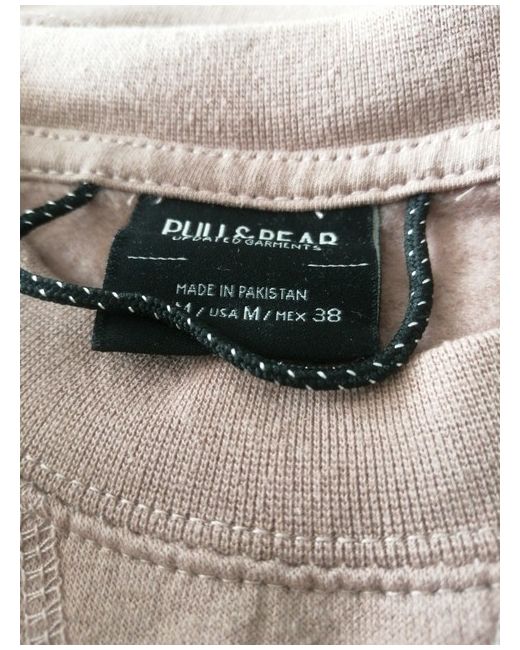 PULL&BEAR
UPDATED GARMENTS
MADE IN PAKISTAN
M / USA M / MEX 38